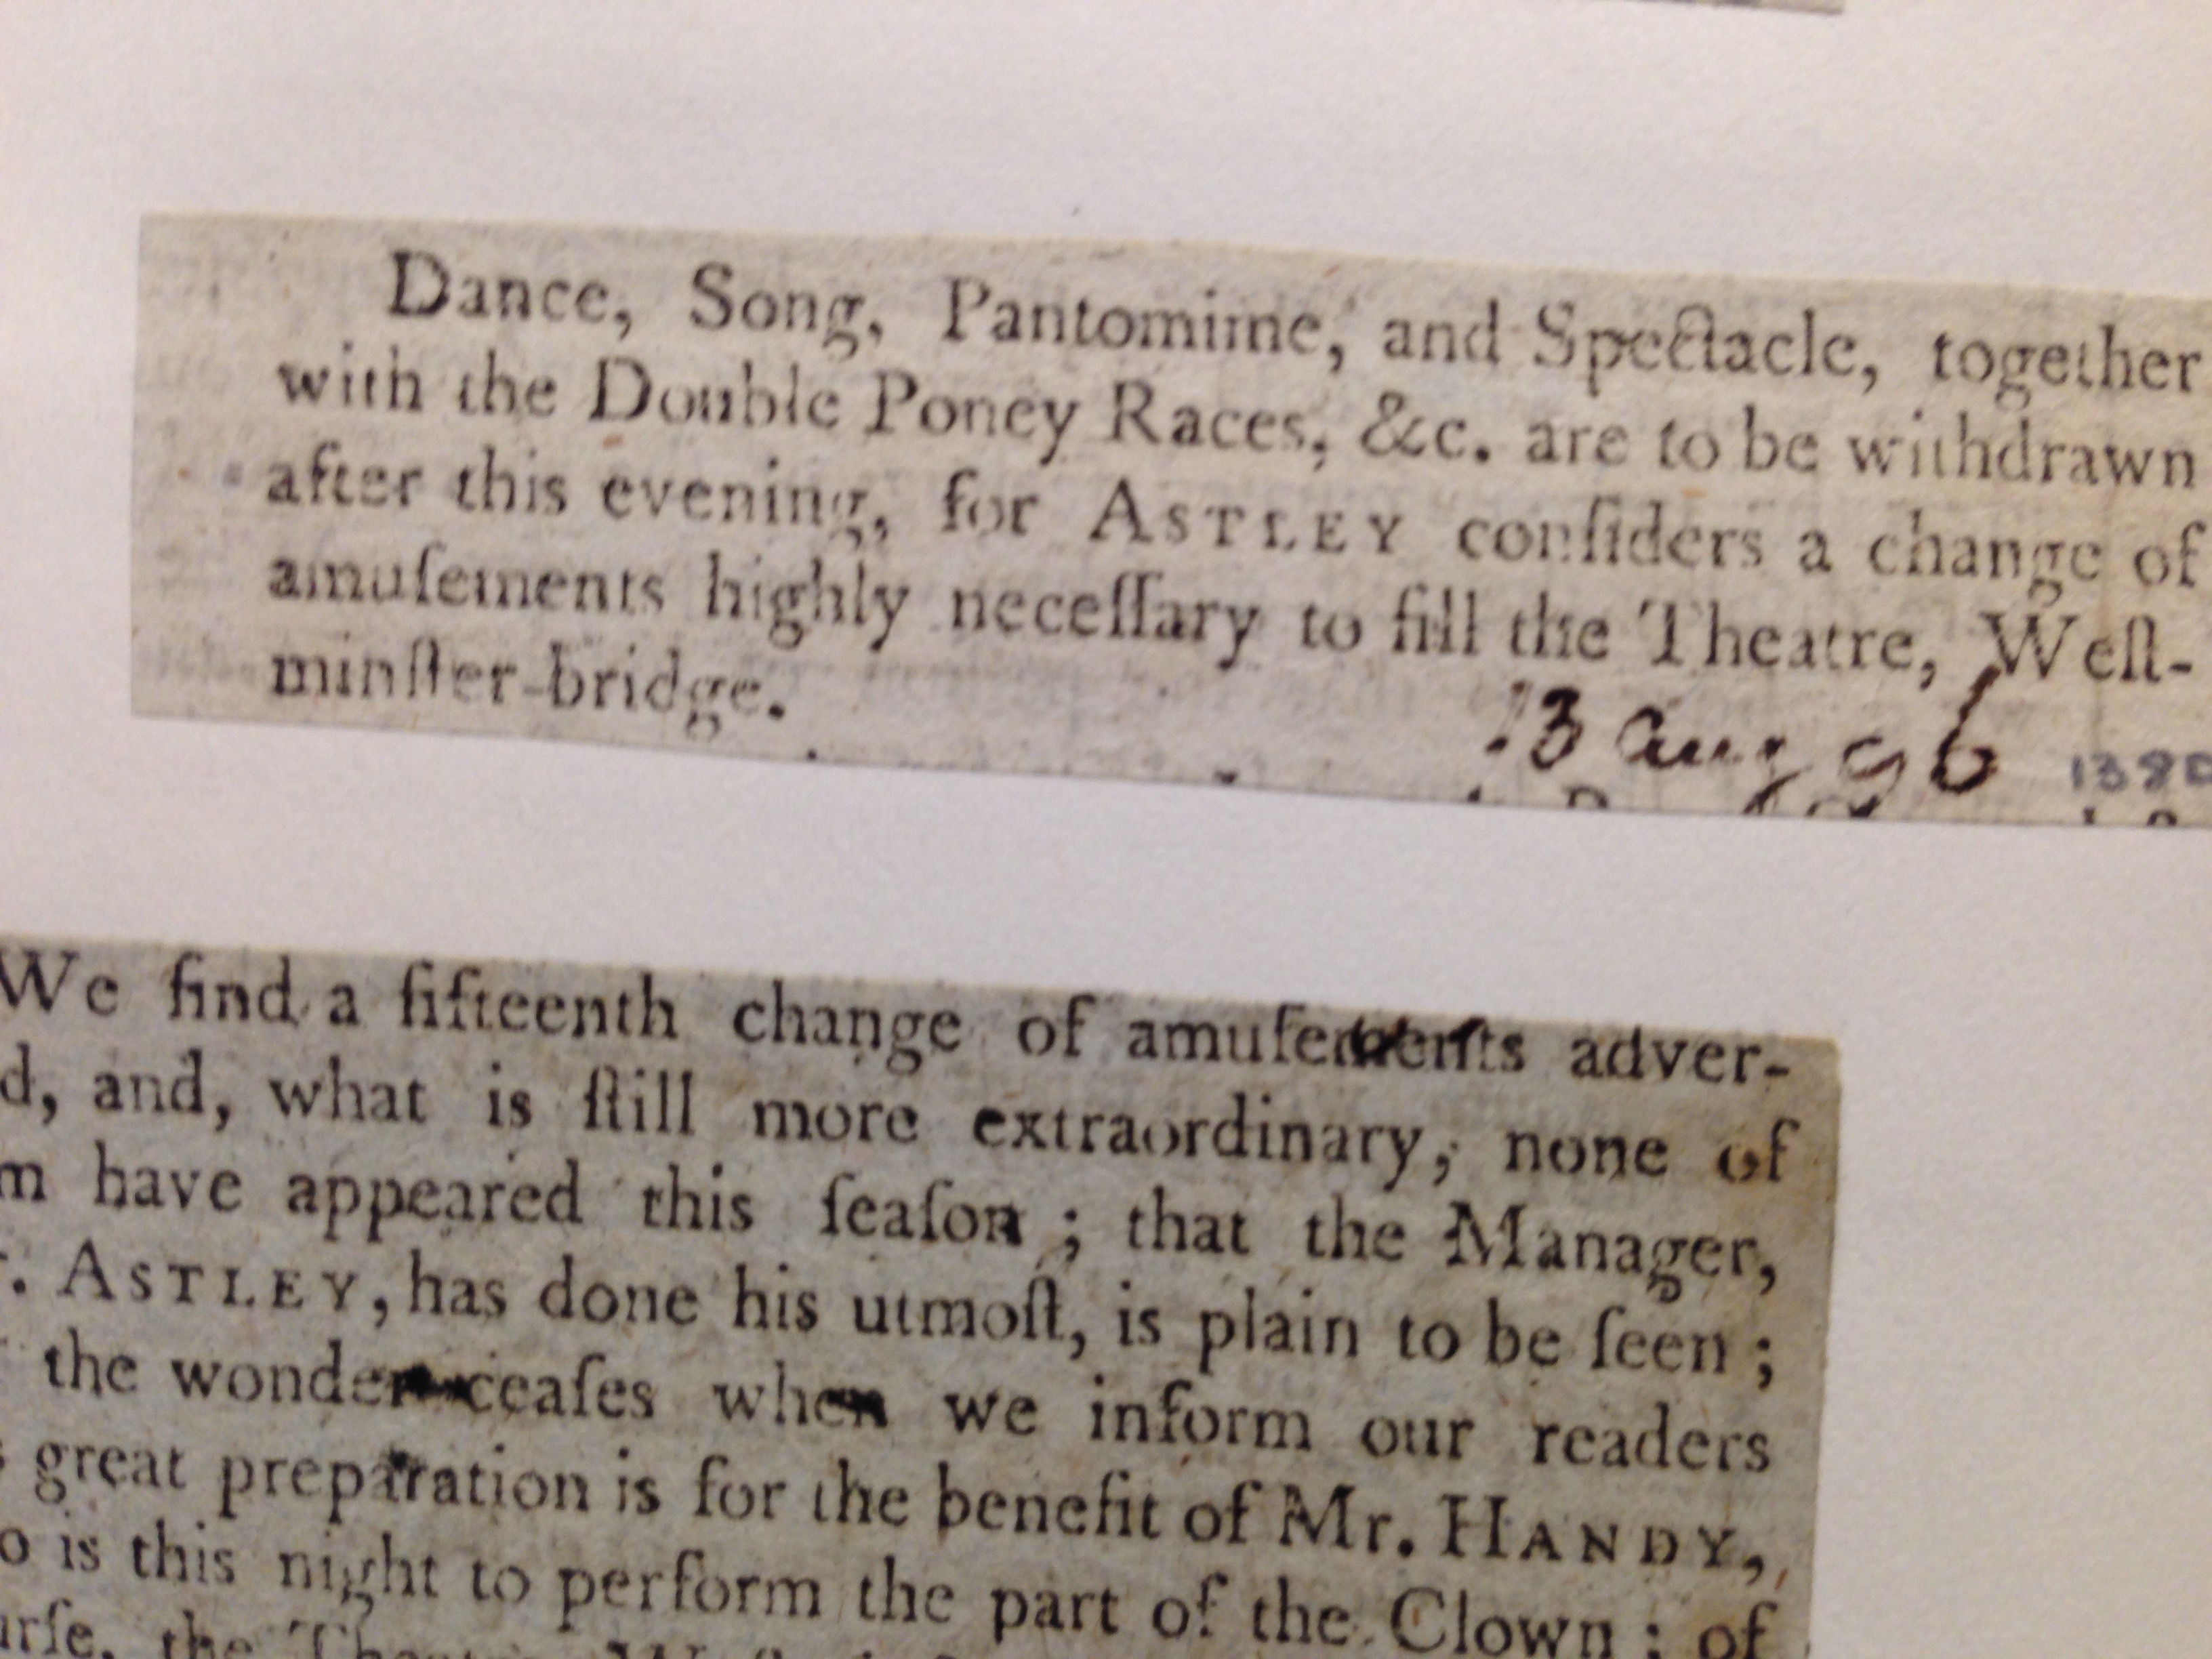 Dance, Song, Pantomime, and Spectacle, together
with the Double Poney Races, &c. are to be withdrawn
after this evening, for ASTLEY conſiders a change of
amuſements highly neceſſary to fill the Theatre, Weſt-
minſter-bridge.
13 aug 96
We find a fifteenth change of amuſements adver-
d, and, what is ſtill more extraordinary, none of
m have appeared this ſeaſon ; that the Manager,
. ASTLEY, has done his utmoſt, is plain to be ſeen ;
the wonder ceaſes when we inform our readers
great preparation is for the benefit of Mr. HANDY,
o is this night to perform the part of the Clown ; of
urſe, the